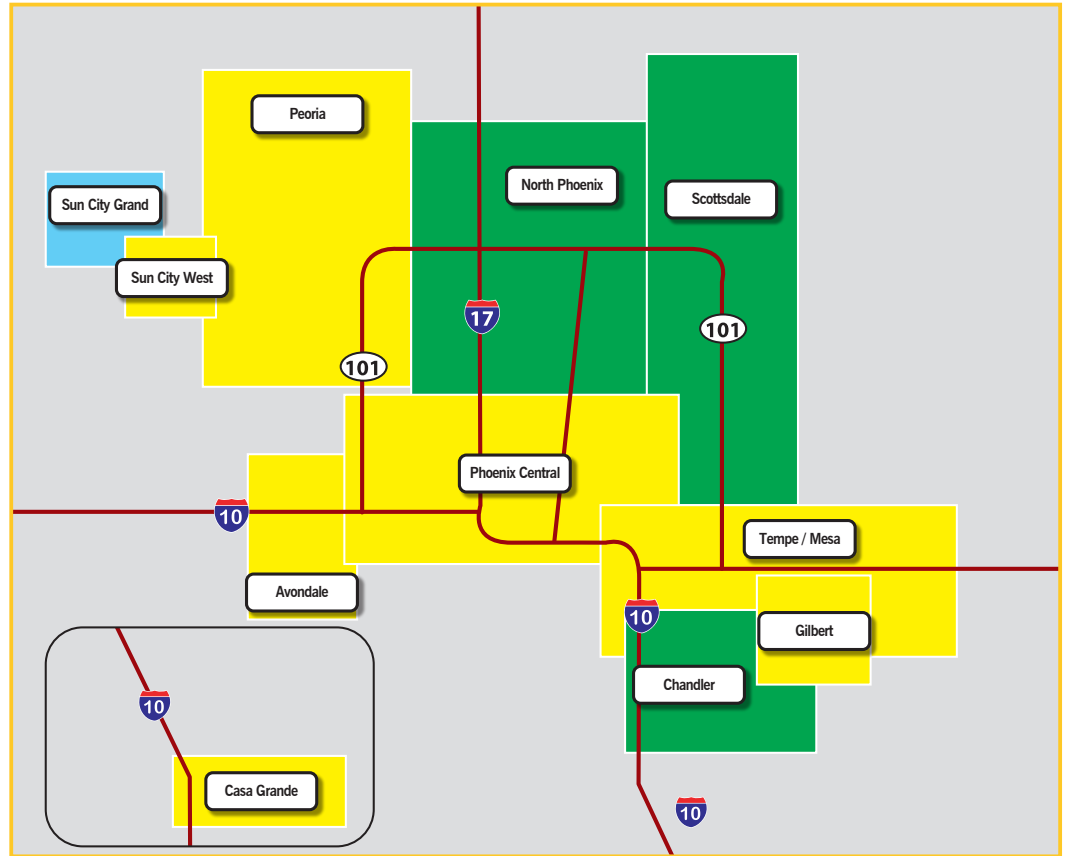 Peoria
North Phoenix
Scottsdale
Sun City Grand
Sun City West
17
101
101
Phoenix Central
10
Tempe / Mesa
Avondale
10
Gilbert
Chandler
10
Casa Grande
10